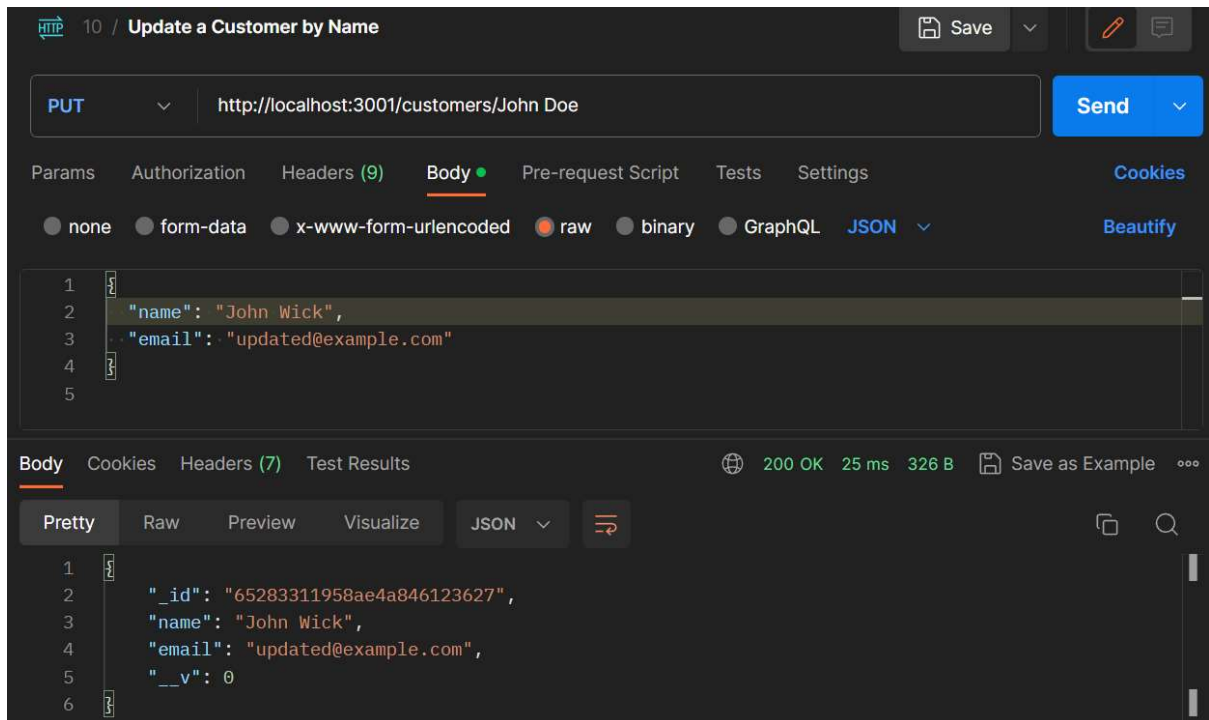 HTTP 10 / Update a Customer by Name Save
PUT http://localhost:3001/customers/John Doe Send
Params Authorization Headers (9) Body Pre-request Script Tests Settings Cookies
none form-data x-www-form-urlencoded raw binary GraphQL JSON Beautify
1 {
2 "name": "John Wick",
3 "email": "updated@example.com"
4 }
5
Body Cookies Headers (7) Test Results 200 OK 25 ms 326 B Save as Example
Pretty Raw Preview Visualize JSON
1 {
2 "_id": "65283311958ae4a846123627",
3 "name": "John Wick",
4 "email": "updated@example.com",
5 "__v": 0
6 }